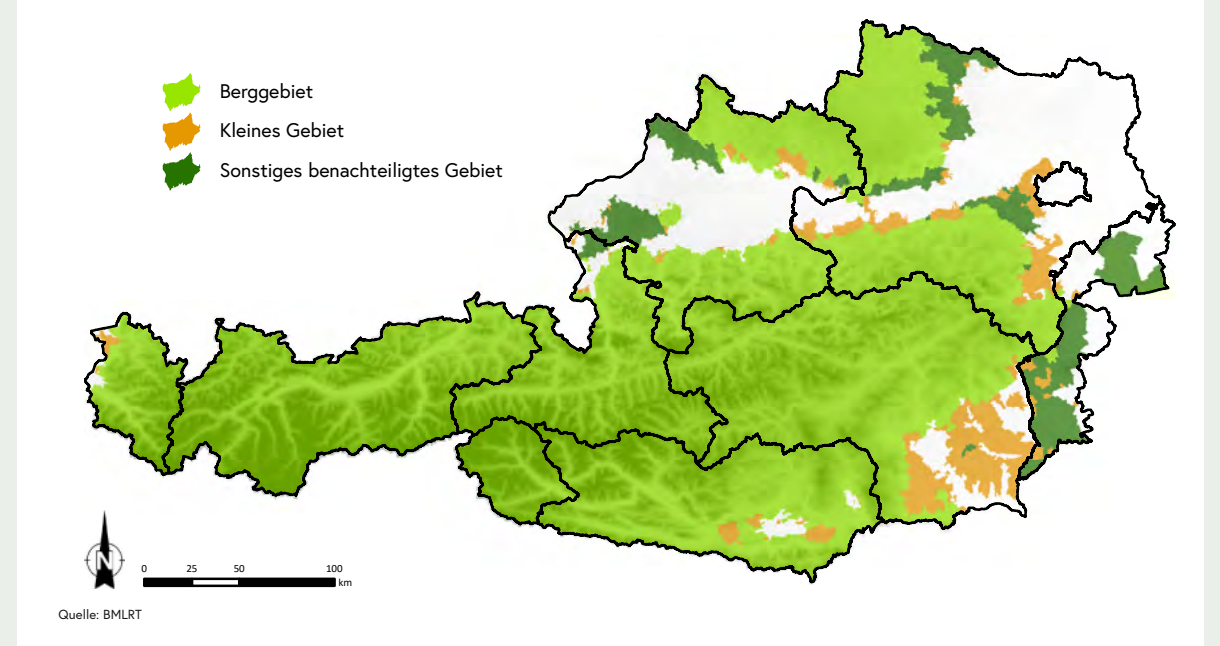 Berggebiet
Kleines Gebiet
Sonstiges benachteiligtes Gebiet
N
0 25 50 100
km
Quelle: BMLRT